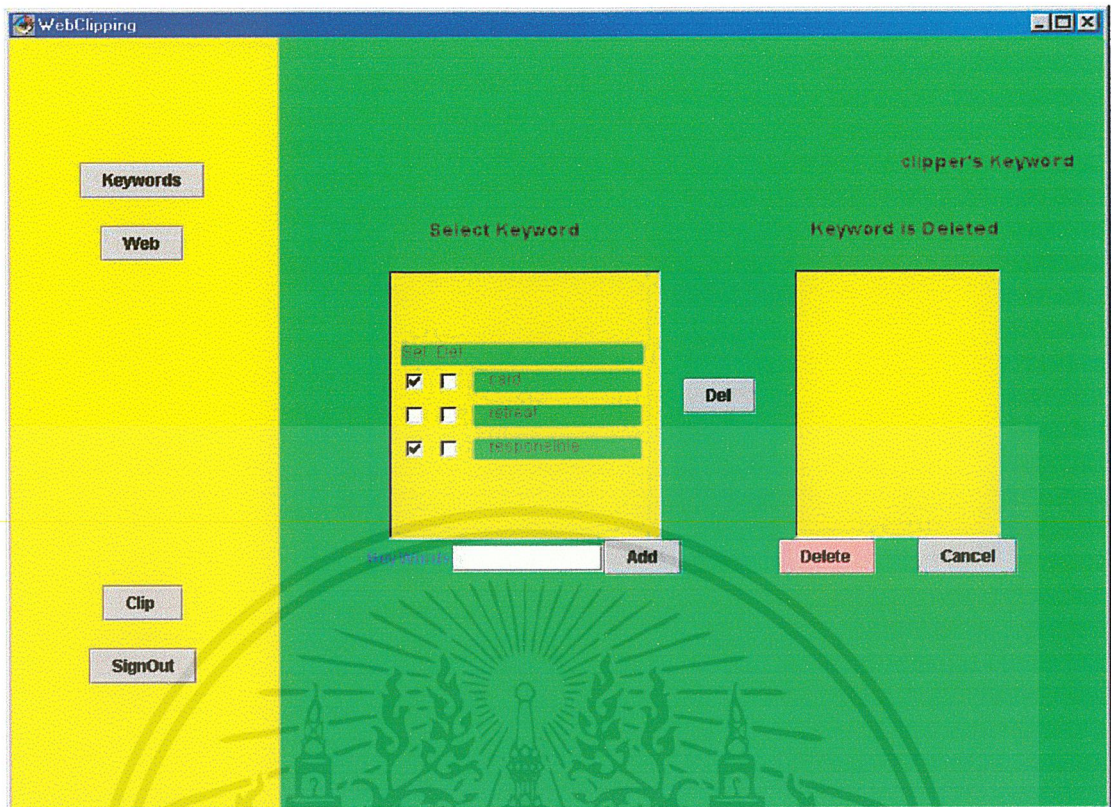 WebClipping
Keywords
Web
clipper's Keyword
Select Keyword
Keyword is Deleted
Sel Del
card
retreat
responsible
Del
Add
Delete
Cancel
Clip
SignOut